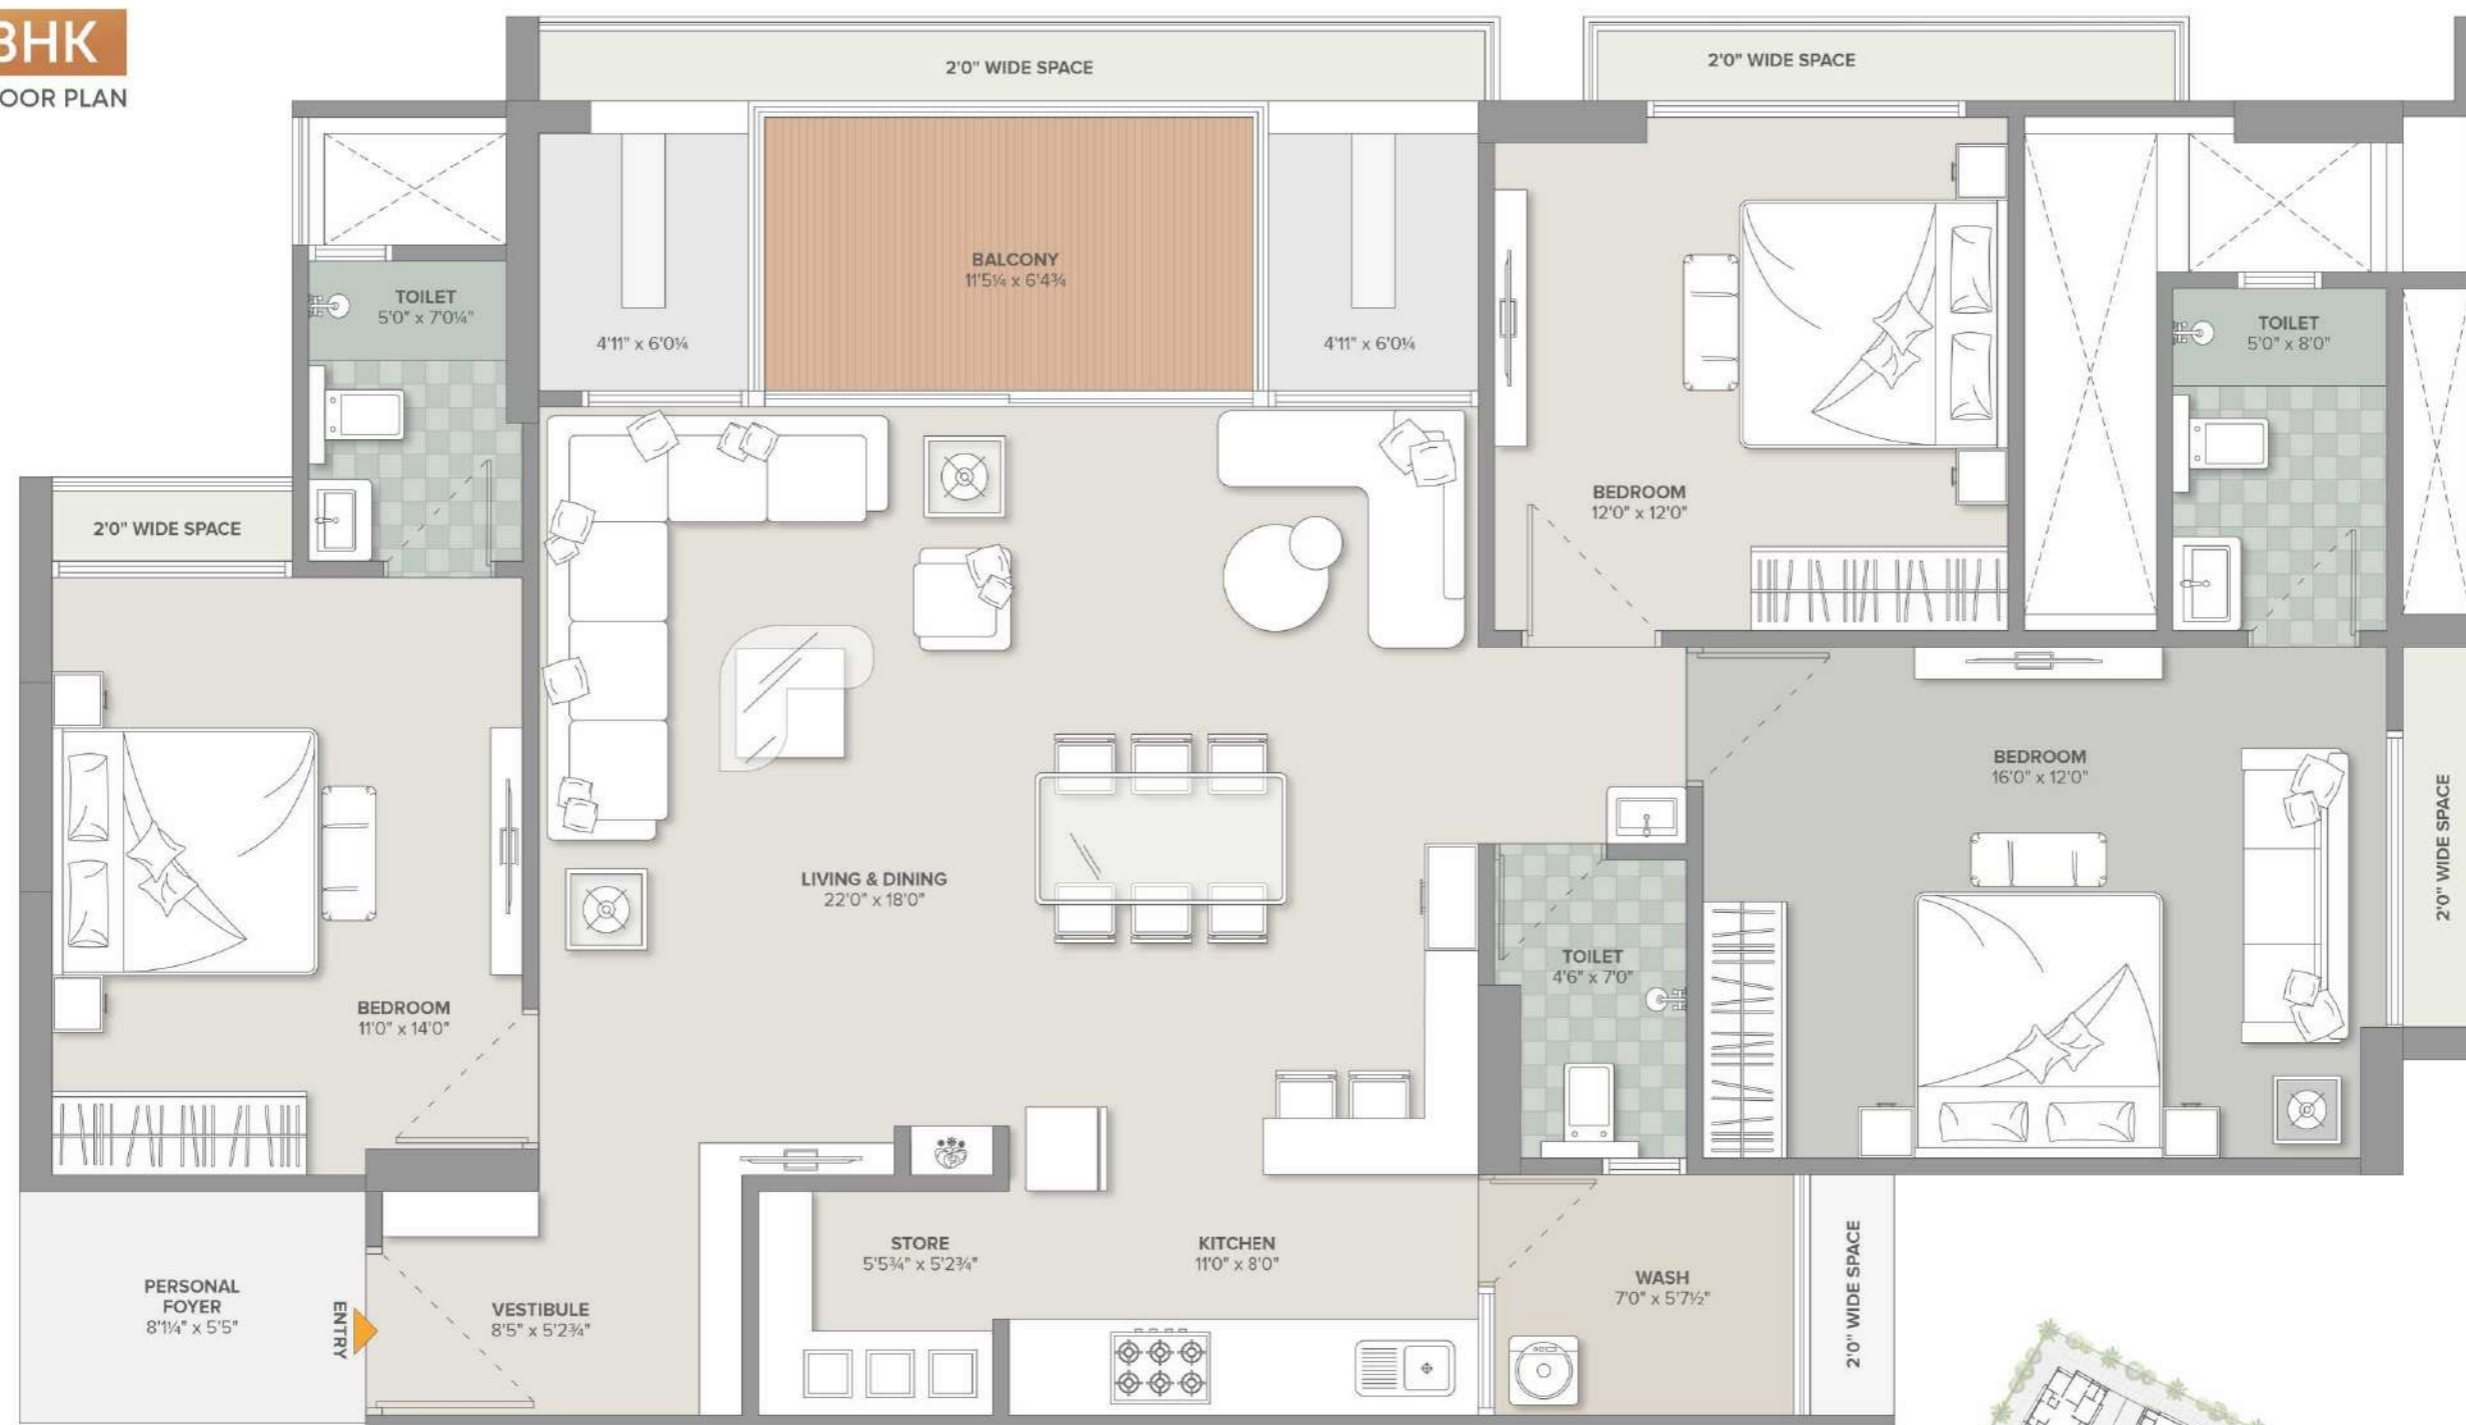 3HK
OOR PLAN
2'0" WIDE SPACE
2'0" WIDE SPACE
BALCONY
11'5¼ x 6'4¾
TOILET
5'0" x 7'0¼"
4'11" x 6'0¼
4'11" x 6'0¼
TOILET
5'0" x 8'0"
BEDROOM
12'0" x 12'0"
2'0" WIDE SPACE
BEDROOM
16'0" x 12'0"
2'0" WIDE SPACE
LIVING & DINING
22'0" x 18'0"
TOILET
4'6" x 7'0"
BEDROOM
11'0" x 14'0"
STORE
5'5¾" x 5'2¾"
KITCHEN
11'0" x 8'0"
WASH
7'0" x 5'7½"
2'0" WIDE SPACE
PERSONAL
FOYER
8'1¼" x 5'5"
ENTRY
VESTIBULE
8'5" x 5'2¾"